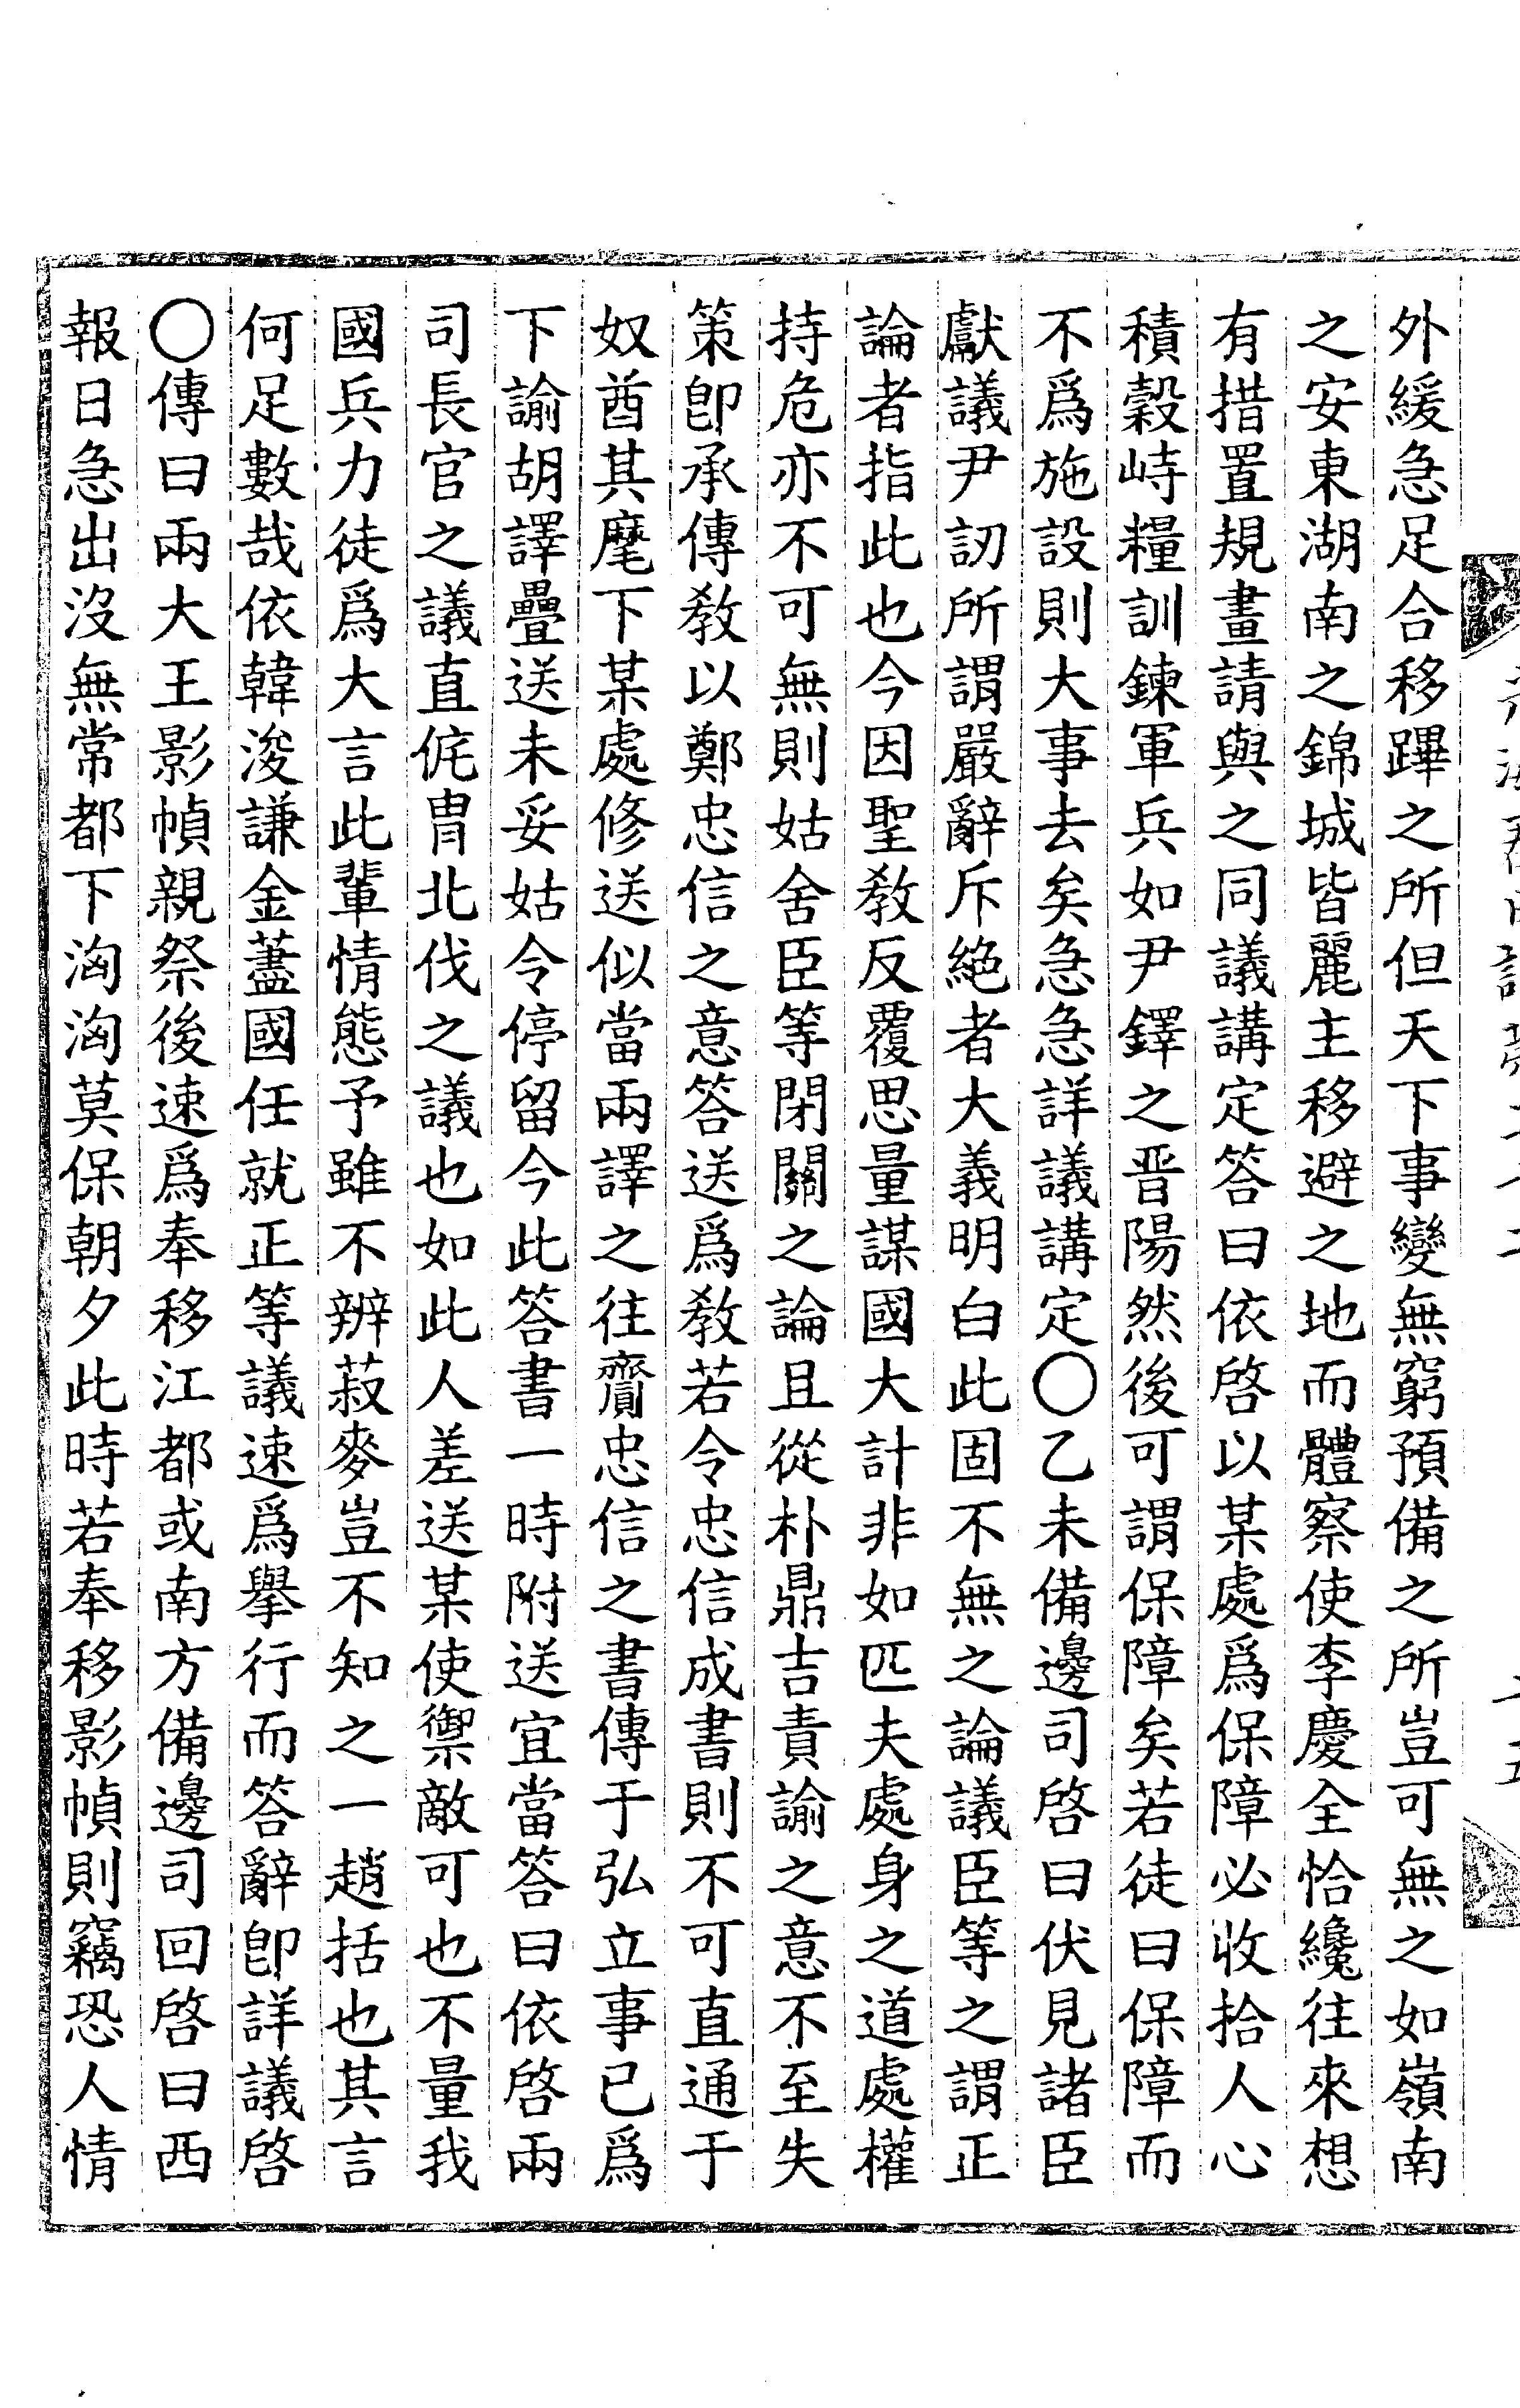 外緩急足合移蹕之所但天下事變無窮預備之所豈可無之如嶺南
之安東湖南之錦城皆麗主移避之地而體察使李慶全恰纔往來想
有措置規畫請與之同議講定答曰依啓以某處爲保障必收拾人心
積穀峙糧訓鍊軍兵如尹鐸之晋陽然後可謂保障矣若徒曰保障而
不爲施設則大事去矣急急詳議講定〇乙未備邊司啓曰伏見諸臣
獻議尹訒所謂嚴辭斥絶者大義明白此固不無之論議臣等之謂正
論者指此也今因聖敎反覆思量謀國大計非如匹夫處身之道處權
持危亦不可無則姑舍臣等閉關之論且從朴鼎吉責諭之意不至失
策卽承傳敎以鄭忠信之意答送爲敎若令忠信成書則不可直通于
奴酋其麾下某處修送似當兩譯之往齎忠信之書傳于弘立事已爲
下諭胡譯疊送未妥姑令停留今此答書一時附送宜當答曰依啓兩
司長官之議直侂冑北伐之議也如此人差送某使禦敵可也不量我
國兵力徒爲大言此輩情態予雖不辨菽麥豈不知之一趙括也其言
何足數哉依韓浚謙金藎國任就正等議速爲擧行而答辭卽詳議啓
〇傳曰兩大王影幀親祭後速爲奉移江都或南方備邊司回啓曰西
報日急出沒無常都下洶洶莫保朝夕此時若奉移影幀則竊恐人情